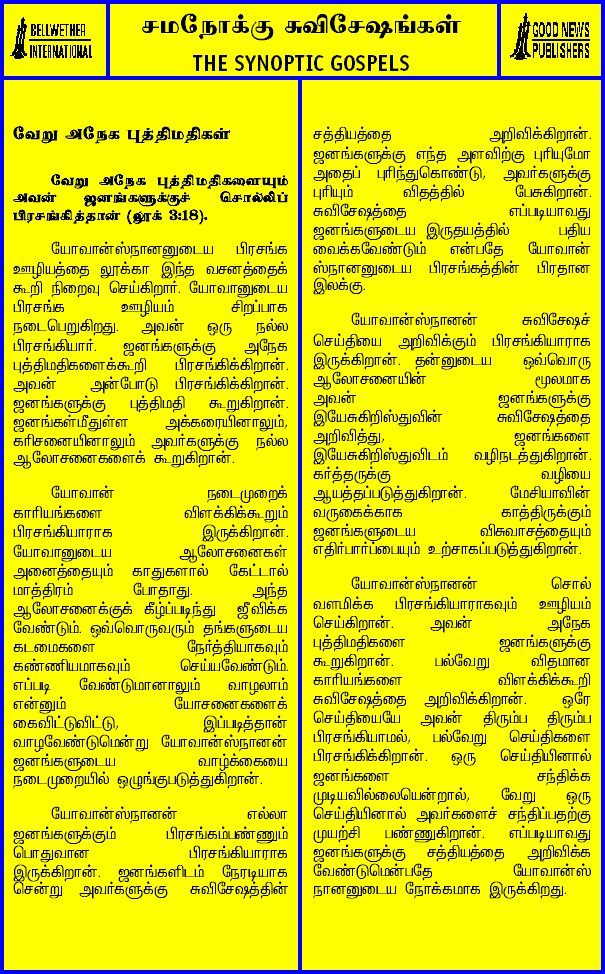 BELLWETHER
INTERNATIONAL
சமநோக்கு சுவிசேஷங்கள்
THE SYNOPTIC GOSPELS
GOOD NEWS
PUBLISHERS
வேறு அநேக புத்திமதிகள்
வேறு அநேக புத்திமதிகளையும்
அவன் ஜனங்களுக்குச் சொல்லிப்
பிரசங்கித்தான் (லூக் 3:18).
யோவான்ஸ்நானனுடைய பிரசங்க
ஊழியத்தை லூக்கா இந்த வசனத்தைக்
கூறி நிறைவு செய்கிறார். யோவானுடைய
பிரசங்க ஊழியம் சிறப்பாக
நடைபெறுகிறது. அவன் ஒரு நல்ல
பிரசங்கியார். ஜனங்களுக்கு அநேக
புத்திமதிகளைக்கூறி பிரசங்கிக்கிறான்.
அவன் அன்போடு பிரசங்கிக்கிறான்.
ஜனங்களுக்கு புத்திமதி கூறுகிறான்.
ஜனங்கள்மீதுள்ள அக்கரையினாலும்,
கரிசனையினாலும் அவர்களுக்கு நல்ல
ஆலோசனைகளைக் கூறுகிறான்.
யோவான் நடைமுறைக்
காரியங்களை விளக்கிக்கூறும்
பிரசங்கியாராக இருக்கிறான்.
யோவானுடைய ஆலோசனைகள்
அனைத்தையும் காதுகளால் கேட்டால்
மாத்திரம் போதாது. அந்த
ஆலோசனைக்குக் கீழ்ப்படிந்து ஜீவிக்க
வேண்டும். ஒவ்வொருவரும் தங்களுடைய
கடமைகளை நேர்த்தியாகவும்
கண்ணியமாகவும் செய்யவேண்டும்.
எப்படி வேண்டுமானாலும் வாழலாம்
என்னும் யோசனைகளைக்
கைவிட்டுவிட்டு, இப்படித்தான்
வாழவேண்டுமென்று யோவான்ஸ்நானன்
ஜனங்களுடைய வாழ்க்கையை
நடைமுறையில் ஒழுங்குபடுத்துகிறான்.
யோவான்ஸ்நானன் எல்லா
ஜனங்களுக்கும் பிரசங்கம்பண்ணும்
பொதுவான பிரசங்கியாராக
இருக்கிறான். ஜனங்களிடம் நேரடியாக
சென்று அவர்களுக்கு சுவிசேஷத்தின்
சத்தியத்தை அறிவிக்கிறான்.
ஜனங்களுக்கு எந்த அளவிற்கு புரியுமோ
அதைப் புரிந்துகொண்டு, அவர்களுக்கு
புரியும் விதத்தில் பேசுகிறான்.
சுவிசேஷத்தை எப்படியாவது
ஜனங்களுடைய இருதயத்தில் பதிய
வைக்கவேண்டும் என்பதே யோவான்
ஸ்நானனுடைய பிரசங்கத்தின் பிரதான
இலக்கு.
யோவான்ஸ்நானன் சுவிசேஷச்
செய்தியை அறிவிக்கும் பிரசங்கியாராக
இருக்கிறான். தன்னுடைய ஒவ்வொரு
ஆலோசனையின் மூலமாக
அவன் ஜனங்களுக்கு
இயேசுகிறிஸ்துவின் சுவிசேஷத்தை
அறிவித்து, ஜனங்களை
இயேசுகிறிஸ்துவிடம் வழிநடத்துகிறான்.
கர்த்தருக்கு வழியை
ஆயத்தப்படுத்துகிறான். மேசியாவின்
வருகைக்காக காத்திருக்கும்
ஜனங்களுடைய விசுவாசத்தையும்
எதிர்பார்ப்பையும் உற்சாகப்படுத்துகிறான்.
யோவான்ஸ்நானன் சொல்
வளமிக்க பிரசங்கியாராகவும் ஊழியம்
செய்கிறான். அவன் அநேக
புத்திமதிகளை ஜனங்களுக்கு
கூறுகிறான். பல்வேறு விதமான
காரியங்களை விளக்கிக்கூறி
சுவிசேஷத்தை அறிவிக்கிறான். ஒரே
செய்தியையே அவன் திரும்ப திரும்ப
பிரசங்கியாமல், பல்வேறு செய்திகளை
பிரசங்கிக்கிறான். ஒரு செய்தியினால்
ஜனங்களை சந்திக்க
முடியவில்லையென்றால், வேறு ஒரு
செய்தியினால் அவர்களைச் சந்திப்பதற்கு
முயற்சி பண்ணுகிறான். எப்படியாவது
ஜனங்களுக்கு சத்தியத்தை அறிவிக்க
வேண்டுமென்பதே யோவான்ஸ்
நானனுடைய நோக்கமாக இருக்கிறது.